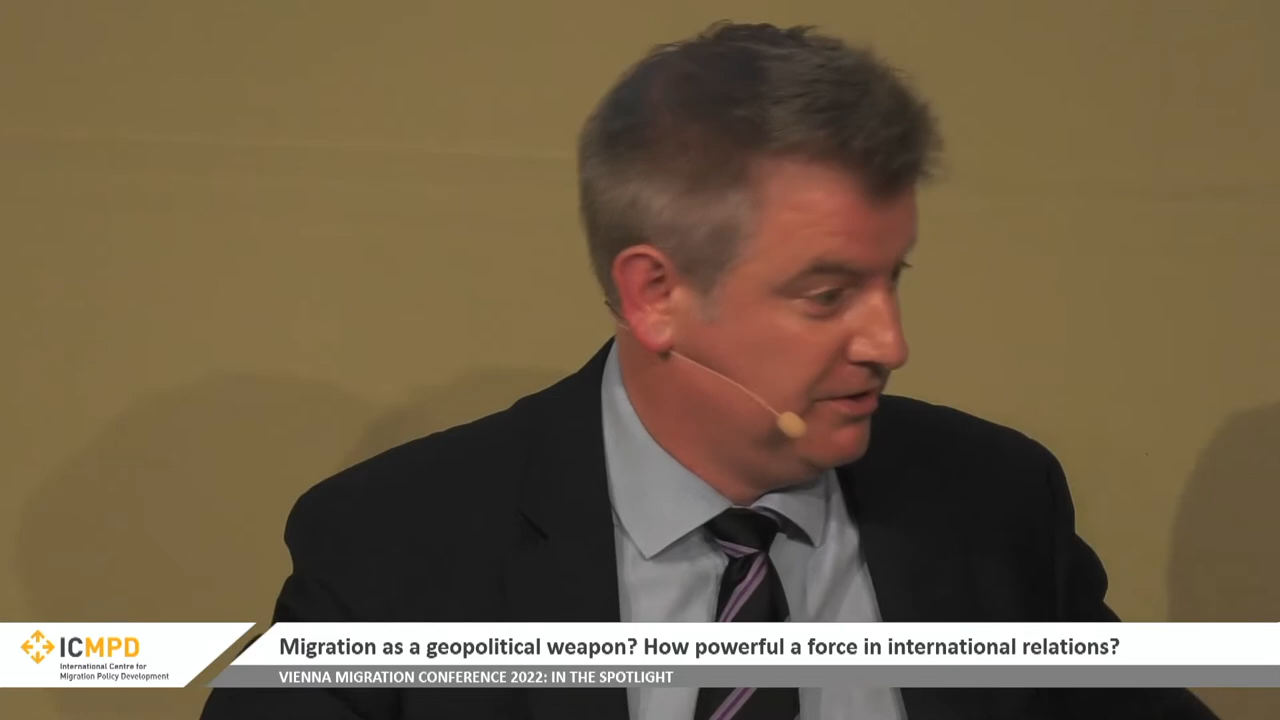 ICMPD
International Centre for
Migration Policy Development
Migration as a geopolitical weapon? How powerful a force in international relations?
VIENNA MIGRATION CONFERENCE 2022: IN THE SPOTLIGHT